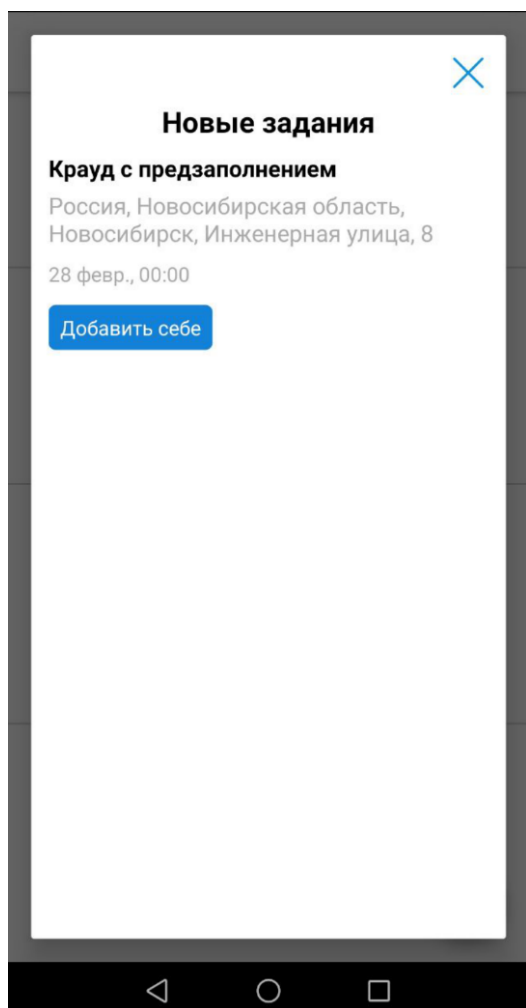 Новые задания
Крауд с предзаполнением
Россия, Новосибирская область,
Новосибирск, Инженерная улица, 8
28 февр., 00:00
Добавить себе